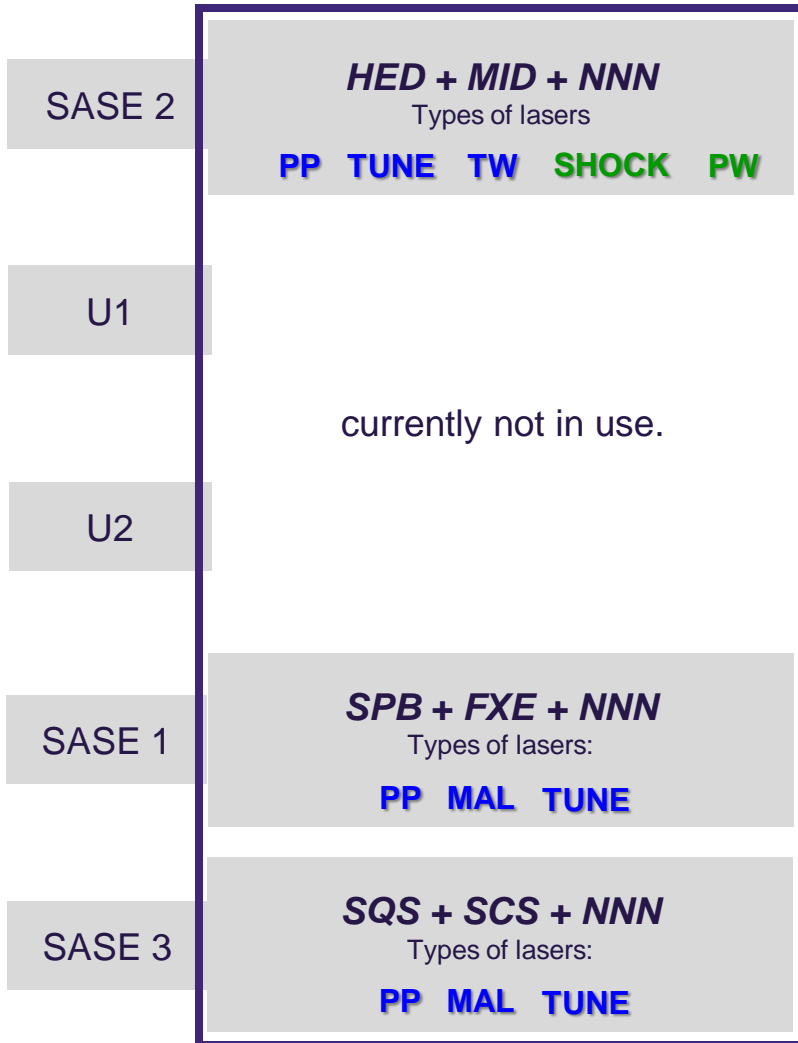 SASE 2
HED + MID + NNN
Types of lasers
PP TUNE TW SHOCK PW
U1
currently not in use.
U2
SASE 1
SPB + FXE + NNN
Types of lasers:
PP MAL TUNE
SASE 3
SQS + SCS + NNN
Types of lasers:
PP MAL TUNE